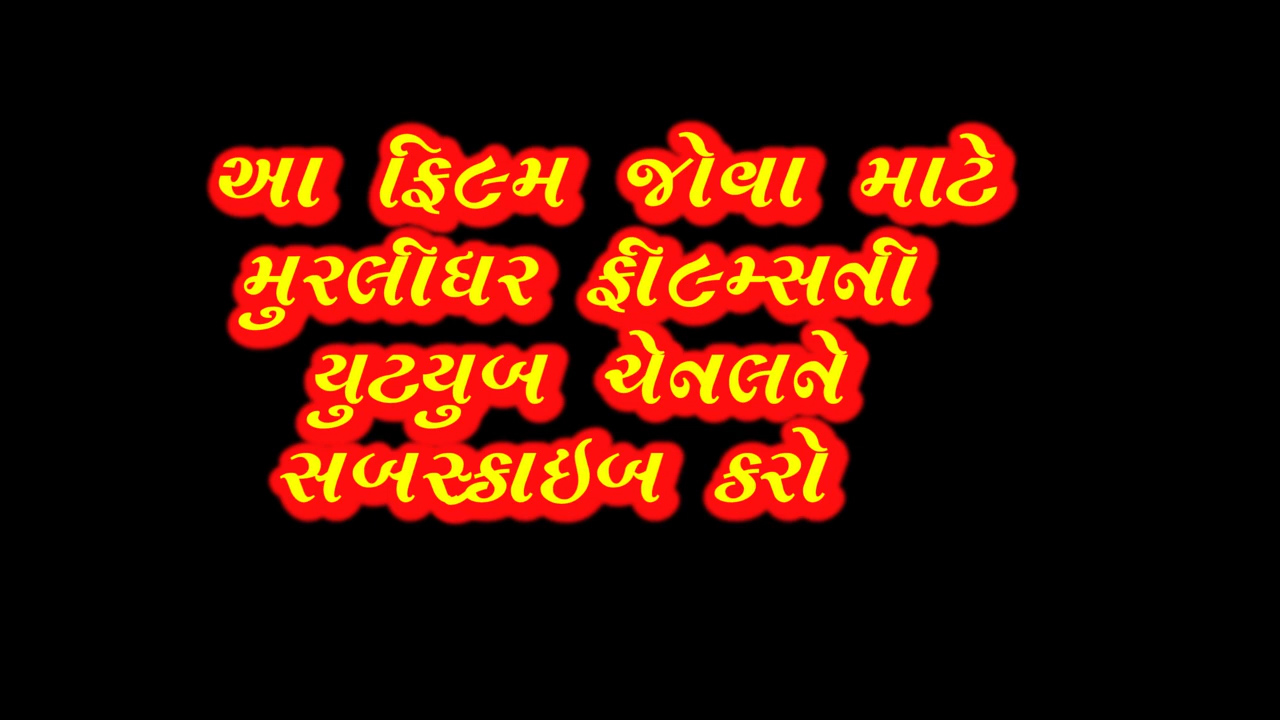 આ ફિલ્મ જોવા માટે
મુરલીધર ફીલ્મ્સની
યુટયુબ ચેનલને
સબસ્ક્રાઇબ કરો